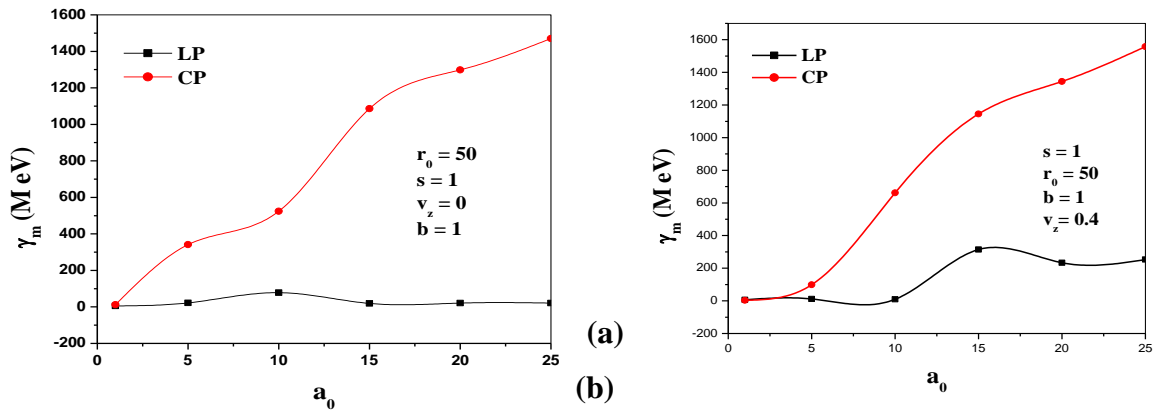 1600
1400
1200
1000
800
600
400
200
0
-200
γm (M eV)
LP
CP
r0 = 50
s = 1
vz = 0
b = 1
0 5 10 15 20 25
a0
(a)
(b)
1600
1400
1200
1000
800
600
400
200
0
-200
γm (M eV)
LP
CP
s = 1
r0 = 50
b = 1
vz = 0.4
0 5 10 15 20 25
a0